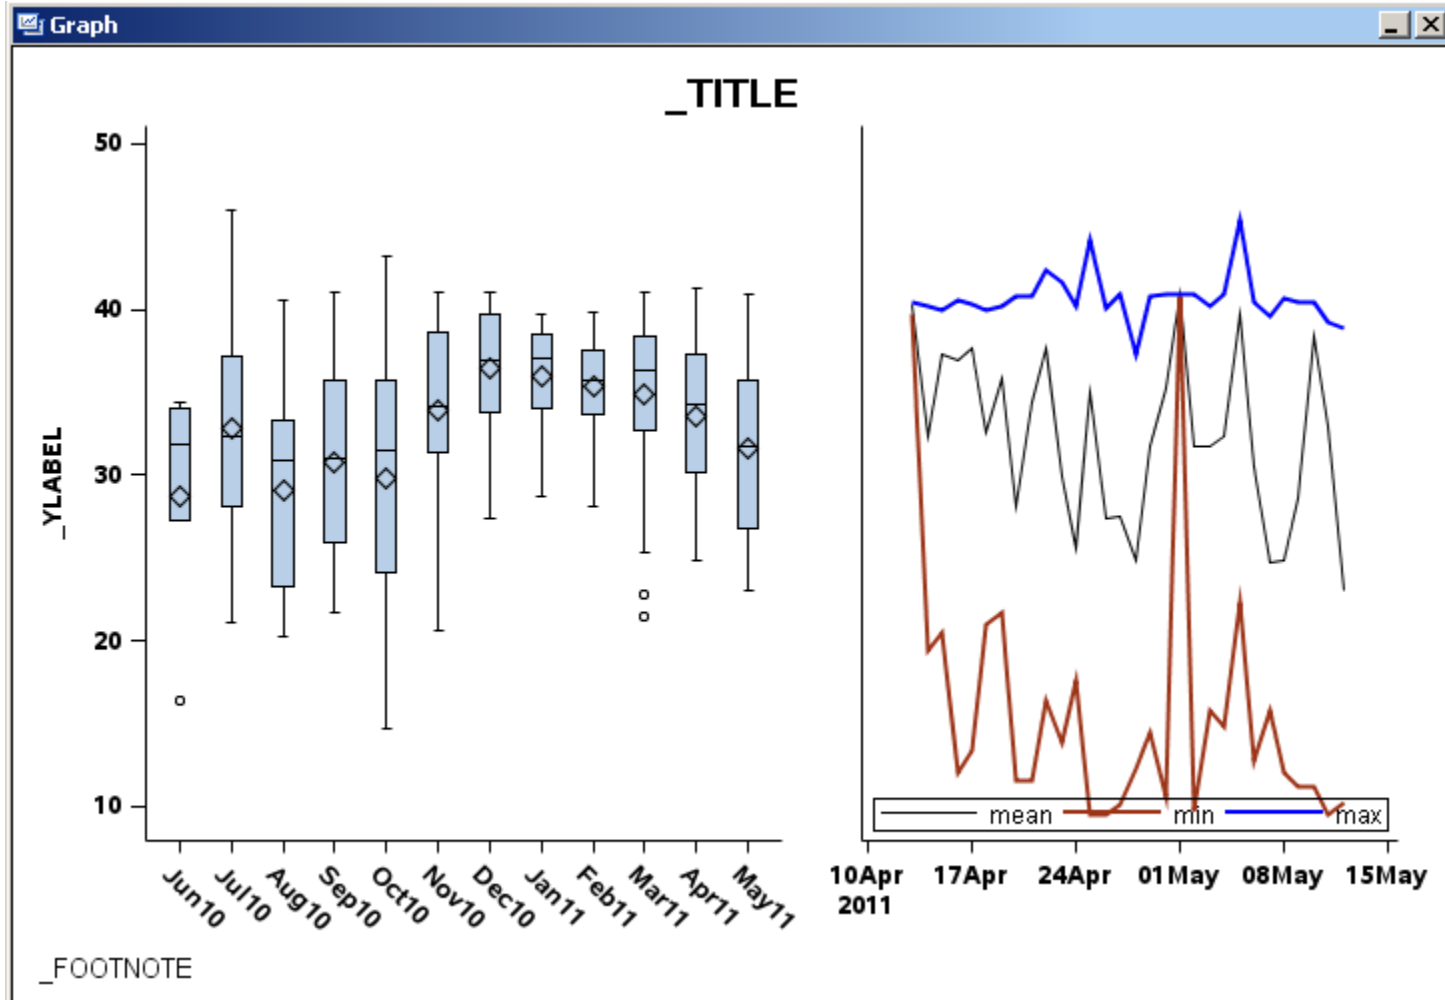 Graph
_TITLE
50
40
30
20
10
_YLABEL
Jun10 Jul10 Aug10 Sep10 Oct10 Nov10 Dec10 Jan11 Feb11 Mar11 Apr11 May11
mean min max
10Apr 17Apr 24Apr 01May 08May 15May
2011
_FOOTNOTE